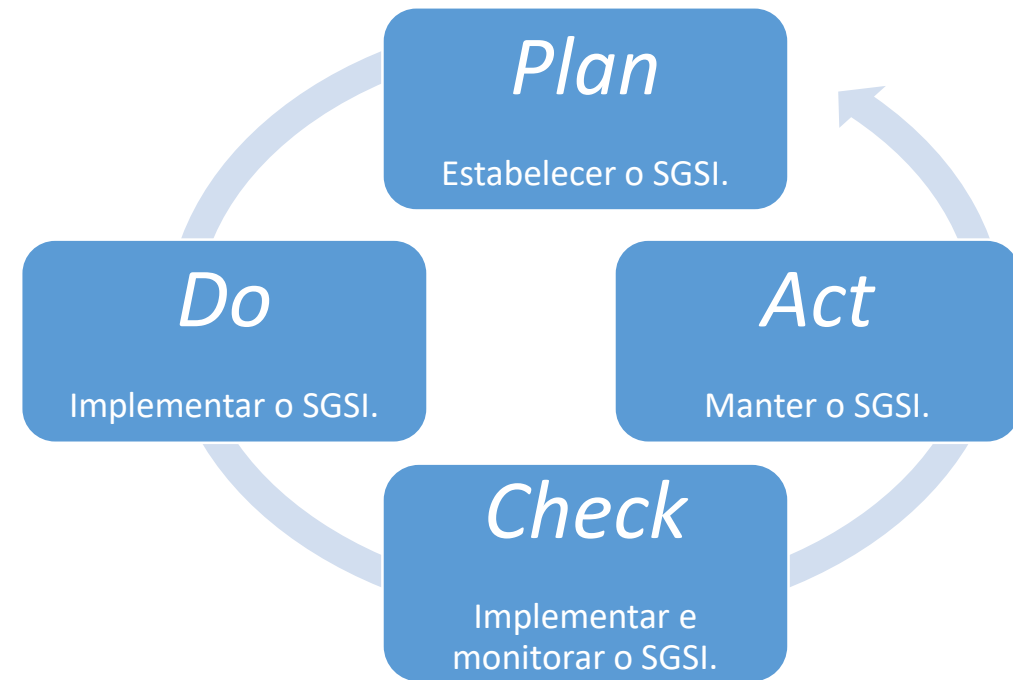 Plan
Estabelecer o SGSI.
Do
Implementar o SGSI.
Act
Manter o SGSI.
Check
Implementar e
monitorar o SGSI.